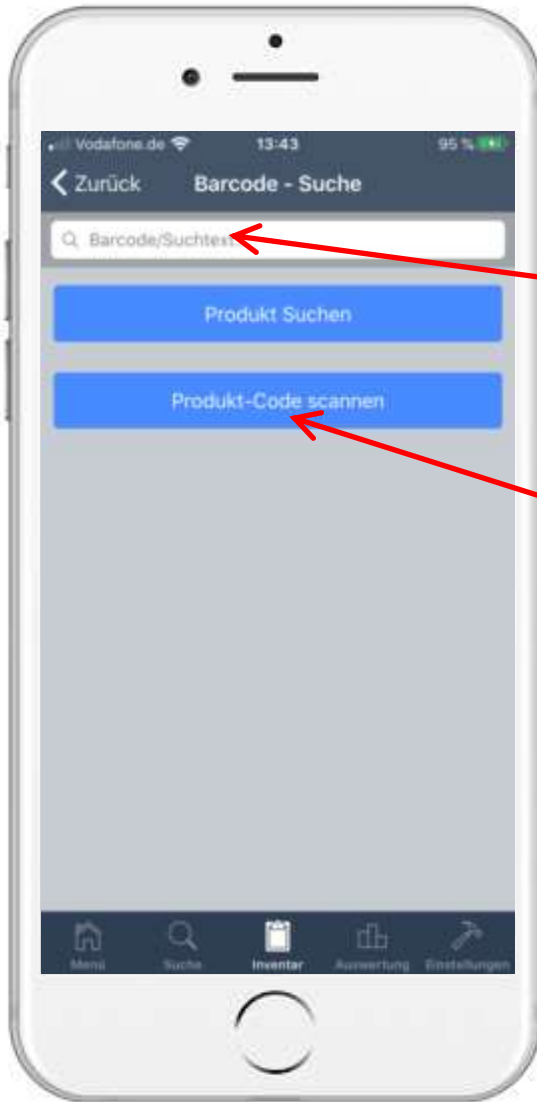 Vodafone.de 13:43 95 %
Zurück Barcode - Suche
Barcode/Suchtext
Produkt Suchen
Produkt-Code scannen
Menü Suche Inventar Auswertung Einstellungen